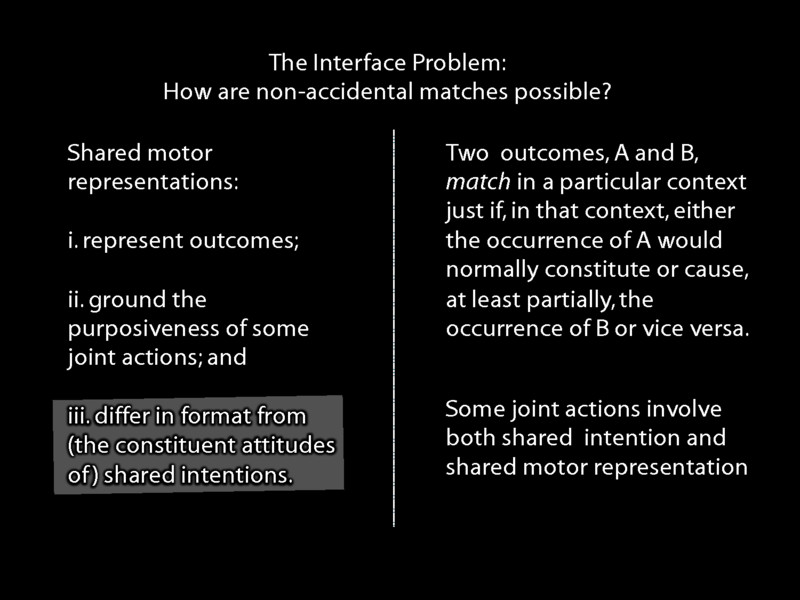 The Interface Problem:
How are non-accidental matches possible?
Shared motor
representations:
i. represent outcomes;
ii. ground the
purposiveness of some
joint actions; and
iii. differ in format from
(the constituent attitudes
of) shared intentions.
Two outcomes, A and B,
match in a particular context
just if, in that context, either
the occurrence of A would
normally constitute or cause,
at least partially, the
occurrence of B or vice versa.
Some joint actions involve
both shared intention and
shared motor representation